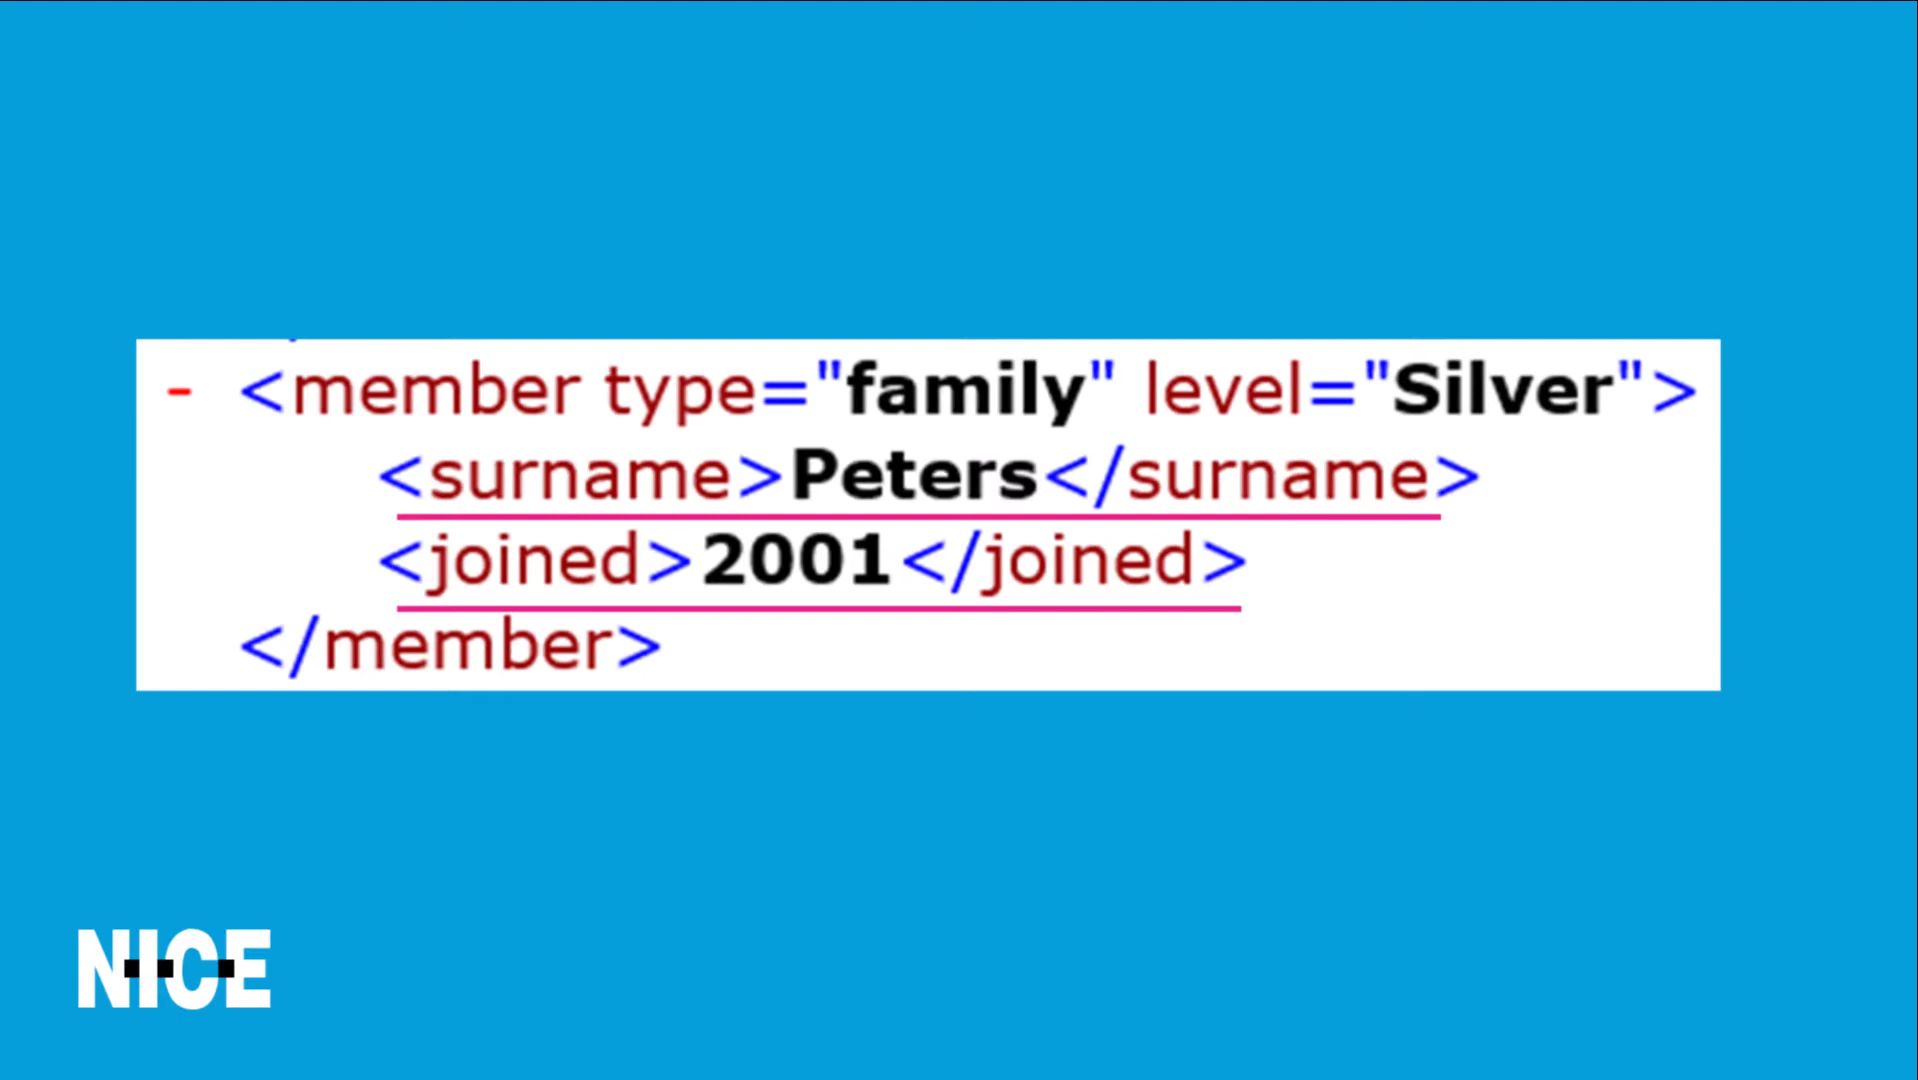 - <member type="family" level="Silver">
<surname>Peters</surname>
<joined>2001</joined>
</member>
NICE